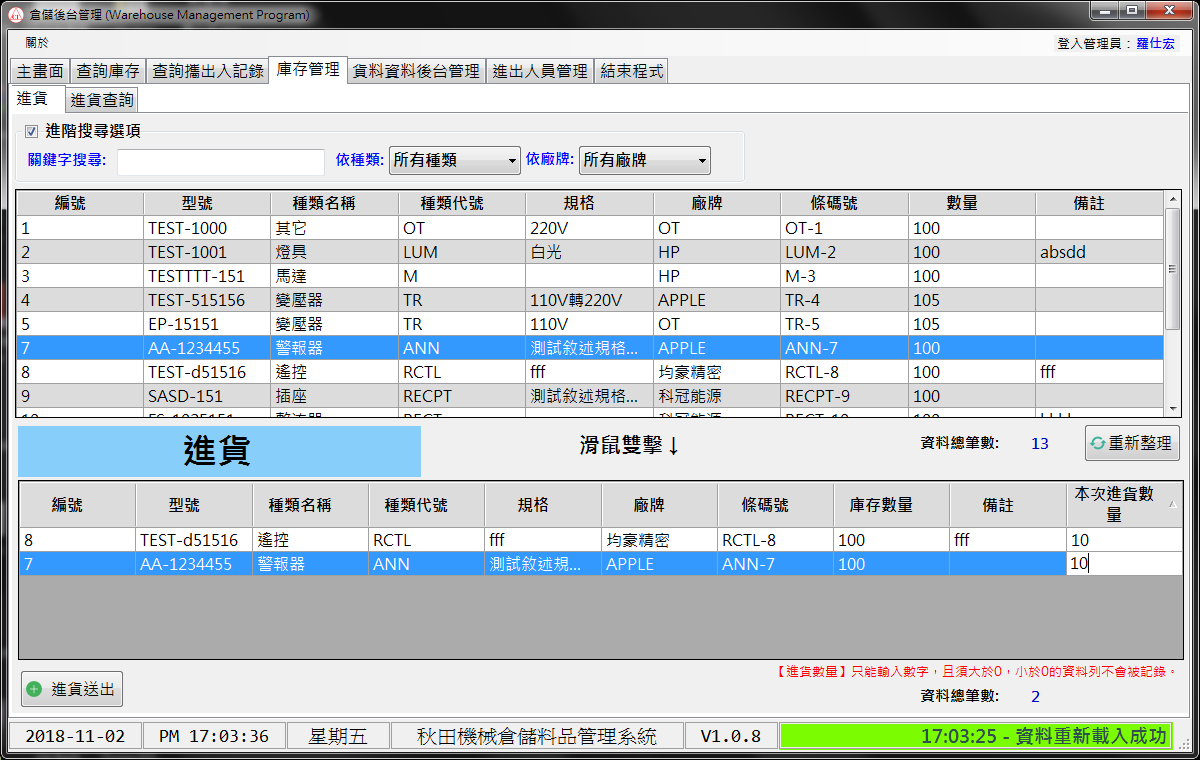 倉儲後台管理 (Warehouse Management Program)
關於
登入管理員：羅仕宏
主畫面 查詢庫存 查詢攜出入記錄 庫存管理 資料資料後台管理 進出人員管理 結束程式
進貨 進貨查詢
進階搜尋選項
關鍵字搜尋: 依種類: 所有種類 依廠牌: 所有廠牌
編號 型號 種類名稱 種類代號 規格 廠牌 條碼號 數量 備註
1 TEST-1000 其它 OT 220V OT OT-1 100
2 TEST-1001 燈具 LUM 白光 HP LUM-2 100 absdd
3 TESTTTT-151 馬達 M HP M-3 100
4 TEST-515156 變壓器 TR 110V轉220V APPLE TR-4 105
5 EP-15151 變壓器 TR 110V OT TR-5 105
7 AA-1234455 警報器 ANN 測試敘述規格... APPLE ANN-7 100
8 TEST-d51516 遙控 RCTL fff 均豪精密 RCTL-8 100 fff
9 SASD-151 插座 RECPT 測試敘述規格... 科冠能源 RECPT-9 100
進貨 滑鼠雙擊↓ 資料總筆數: 13 重新整理
編號 型號 種類名稱 種類代號 規格 廠牌 條碼號 庫存數量 備註 本次進貨數量
8 TEST-d51516 遙控 RCTL fff 均豪精密 RCTL-8 100 fff 10
7 AA-1234455 警報器 ANN 測試敘述規... APPLE ANN-7 100 10
【進貨數量】只能輸入數字，且須大於0，小於0的資料列不會被記錄。
進貨送出 資料總筆數: 2
2018-11-02 PM 17:03:36 星期五 秋田機械倉儲料品管理系統 V1.0.8 17:03:25 - 資料重新載入成功